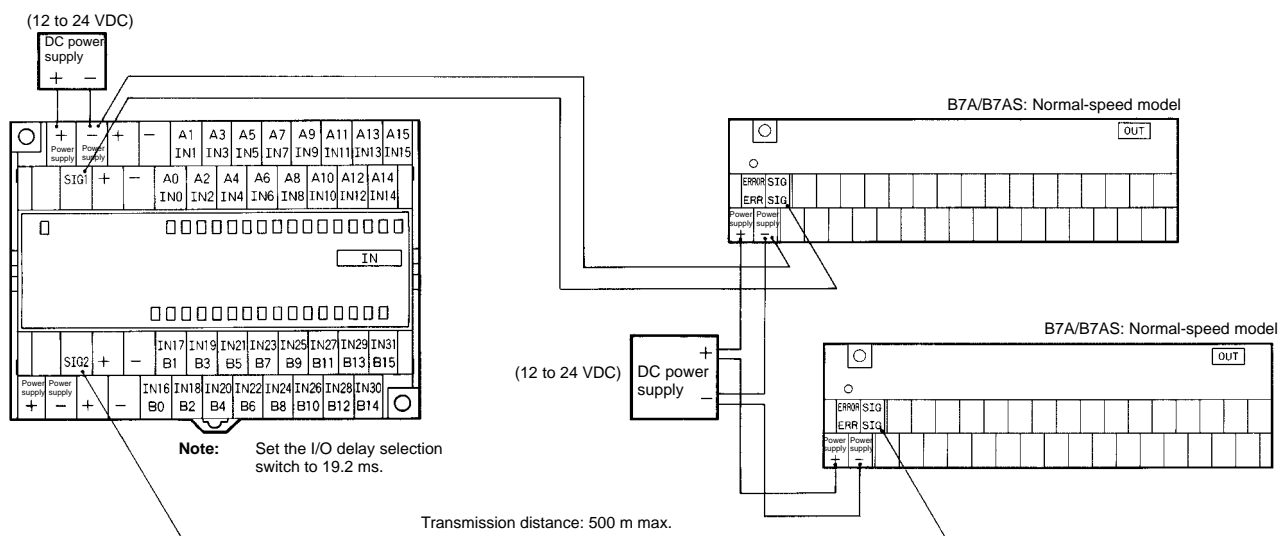 (12 to 24 VDC)
DC power
supply
+ −
B7A/B7AS: Normal-speed model
+ − + − A1 A3 A5 A7 A9 A11 A13 A15
Power supply Power supply IN1 IN3 IN5 IN7 IN9 IN11 IN13 IN15
SIG1 + − A0 A2 A4 A6 A8 A10 A12 A14
IN0 IN2 IN4 IN6 IN8 IN10 IN12 IN14
IN
SIG2 + − IN17 IN19 IN21 IN23 IN25 IN27 IN29 IN31
B1 B3 B5 B7 B9 B11 B13 B15
Power supply Power supply IN16 IN18 IN20 IN22 IN24 IN26 IN28 IN30
+ − + − B0 B2 B4 B6 B8 B10 B12 B14
Note: Set the I/O delay selection
switch to 19.2 ms.
OUT
ERROR SIG
ERR SIG
Power supply Power supply
+ −
(12 to 24 VDC)
DC power
supply
+
−
B7A/B7AS: Normal-speed model
OUT
ERROR SIG
ERR SIG
Power supply Power supply
+ −
Transmission distance: 500 m max.